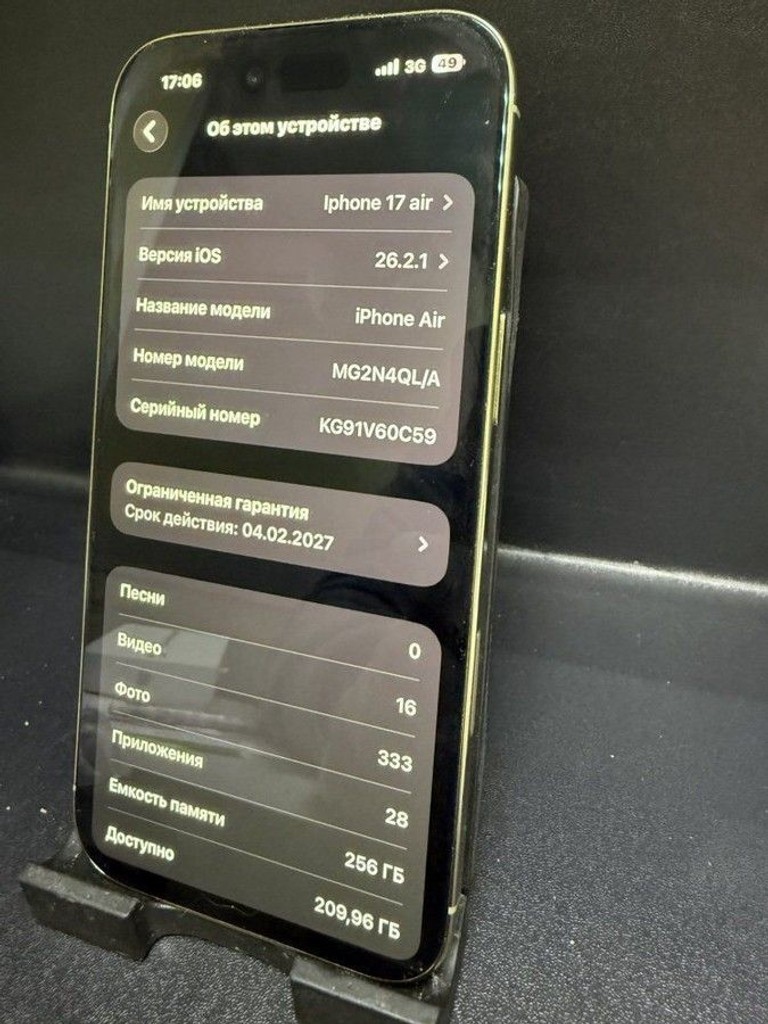 17:06 3G 49
Об этом устройстве
Имя устройства Iphone 17 air
Версия iOS 26.2.1
Название модели iPhone Air
Номер модели MG2N4QL/A
Серийный номер KG91V60C59
Ограниченная гарантия
Срок действия: 04.02.2027
Песни 0
Видео 16
Фото 333
Приложения 28
Емкость памяти 256 ГБ
Доступно 209,96 ГБ